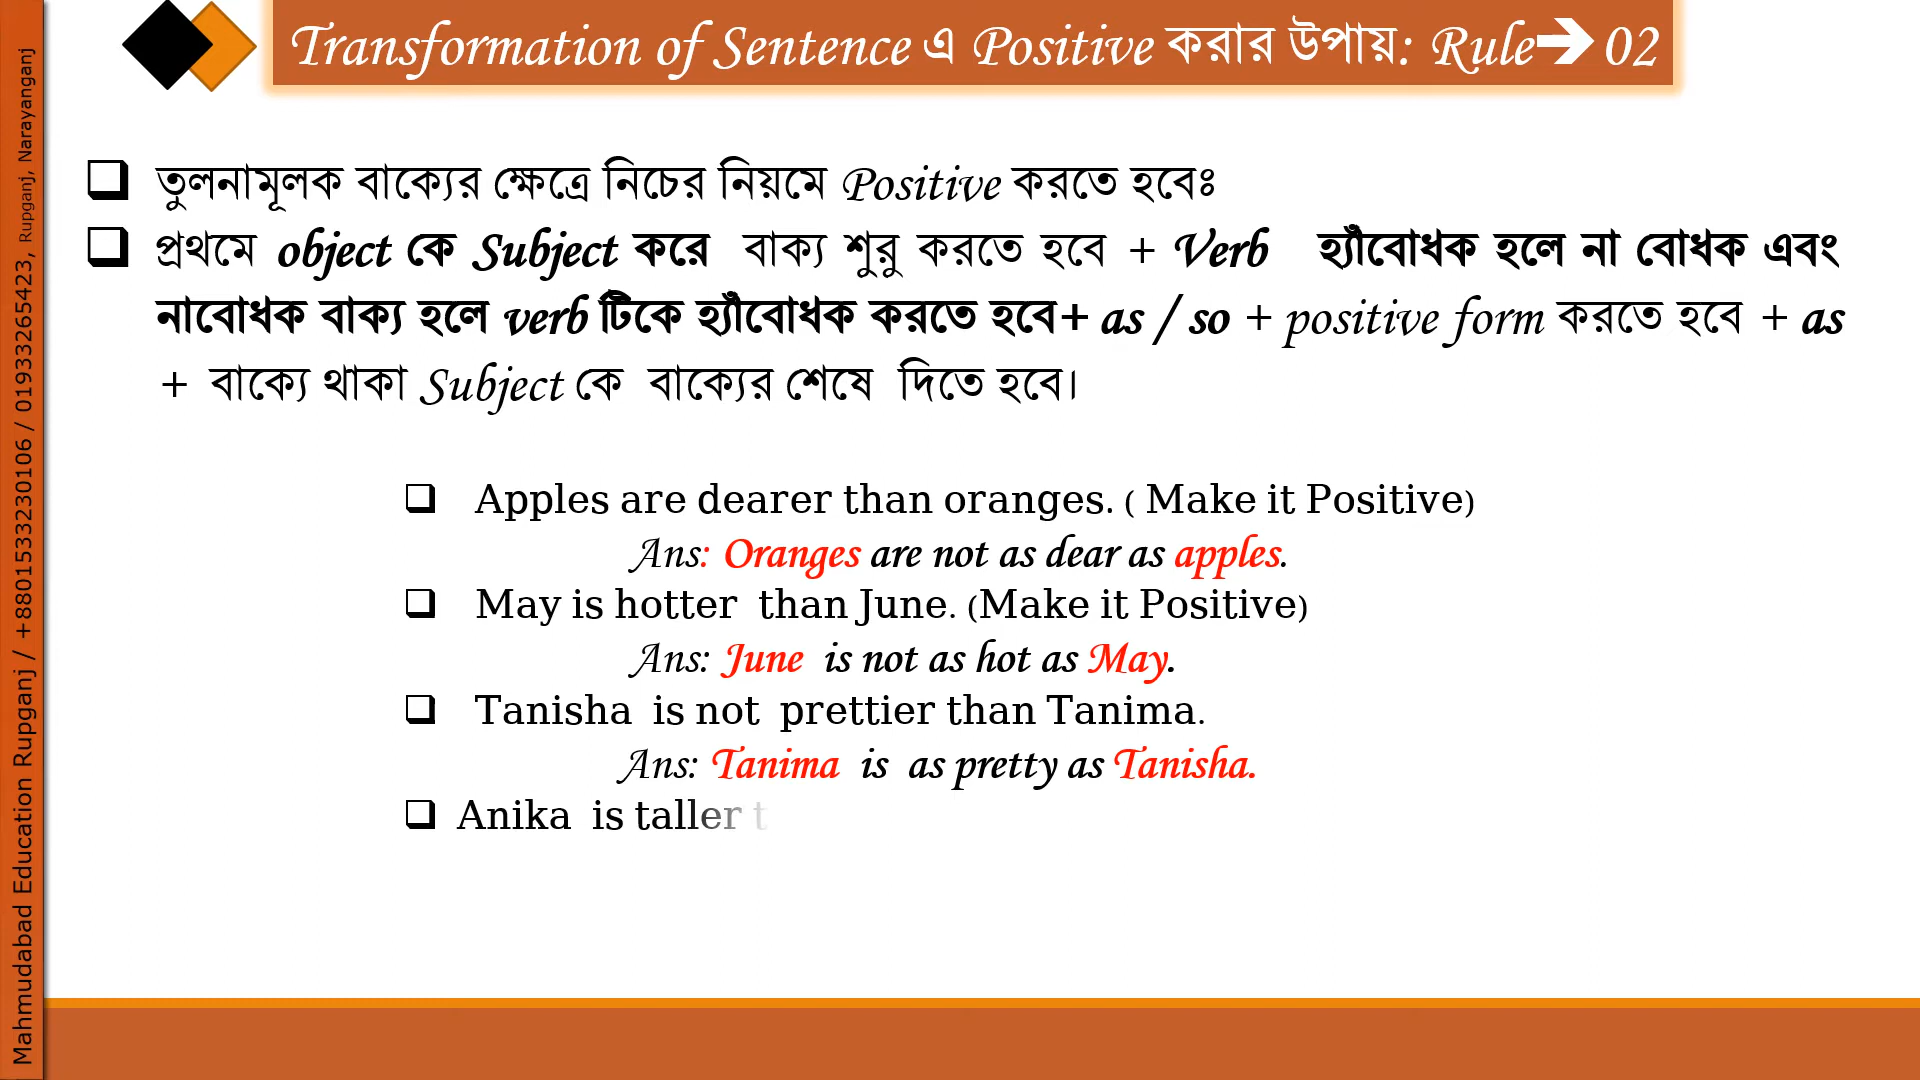 Transformation of Sentence এ Positive করার উপায়: Rule➔02
❑ তুলনামূলক বাক্যের ক্ষেত্রে নিচের নিয়মে Positive করতে হবেঃ
❑ প্রথমে object কে Subject করে বাক্য শুরু করতে হবে + Verb হ্যাঁবোধক হলে না বোধক এবং
নাবোধক বাক্য হলে verb টিকে হ্যাঁবোধক করতে হবে+ as / so + positive form করতে হবে + as
+ বাক্যে থাকা Subject কে বাক্যের শেষে দিতে হবে।
❑ Apples are dearer than oranges. ( Make it Positive)
Ans: Oranges are not as dear as apples.
❑ May is hotter than June. (Make it Positive)
Ans: June is not as hot as May.
❑ Tanisha is not prettier than Tanima.
Ans: Tanima is as pretty as Tanisha.
❑ Anika is taller t
Mahmudabad Education Rupganj / +8801533230106 / 01933265423, Rupganj, Narayanganj